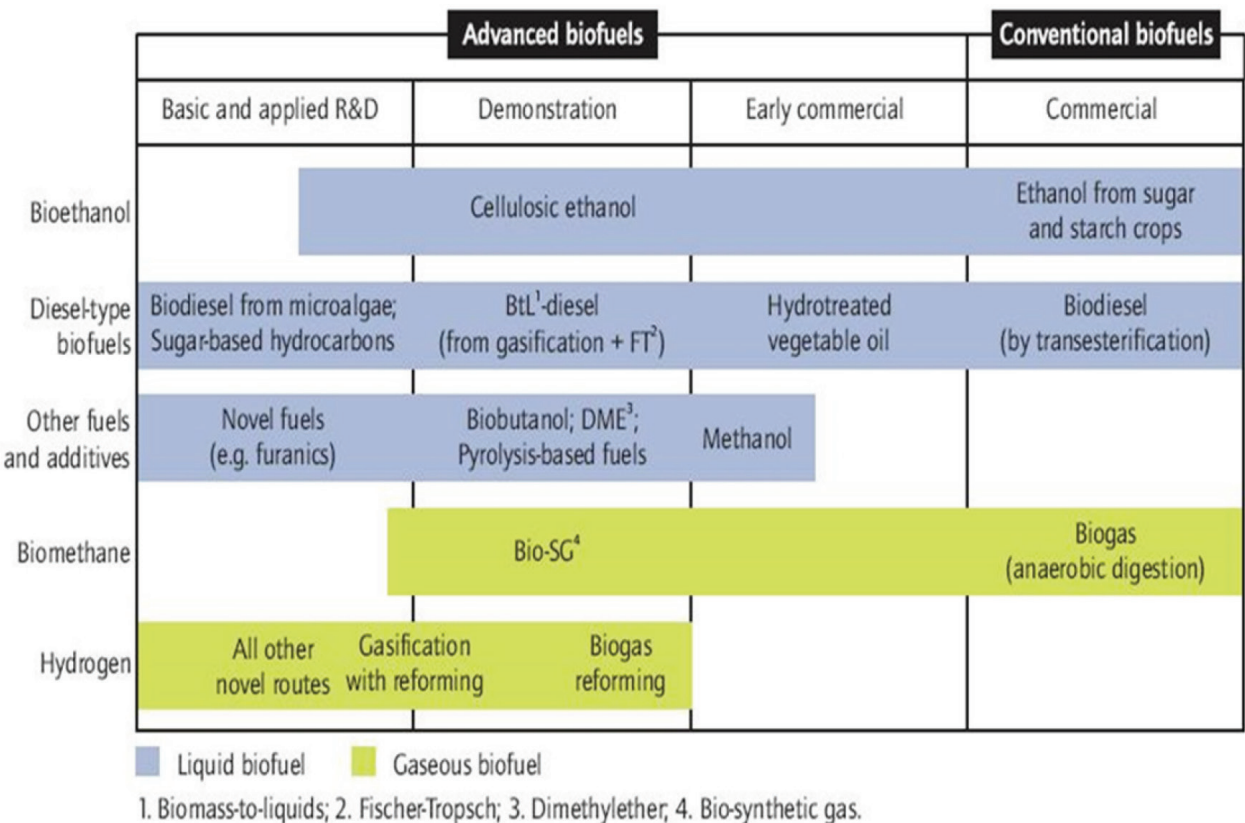 Advanced biofuels
Conventional biofuels
Basic and applied R&D
Demonstration
Early commercial
Commercial
Bioethanol
Cellulosic ethanol
Ethanol from sugar
and starch crops
Diesel-type
biofuels
Biodiesel from microalgae;
Sugar-based hydrocarbons
BtL¹-diesel
(from gasification + FT²)
Hydrotreated
vegetable oil
Biodiesel
(by transesterification)
Other fuels
and additives
Novel fuels
(e.g. furanics)
Biobutanol; DME³;
Pyrolysis-based fuels
Methanol
Biomethane
Bio-SG⁴
Biogas
(anaerobic digestion)
Hydrogen
All other
novel routes
Gasification
with reforming
Biogas
reforming
Liquid biofuel
Gaseous biofuel
1. Biomass-to-liquids; 2. Fischer-Tropsch; 3. Dimethylether; 4. Bio-synthetic gas.